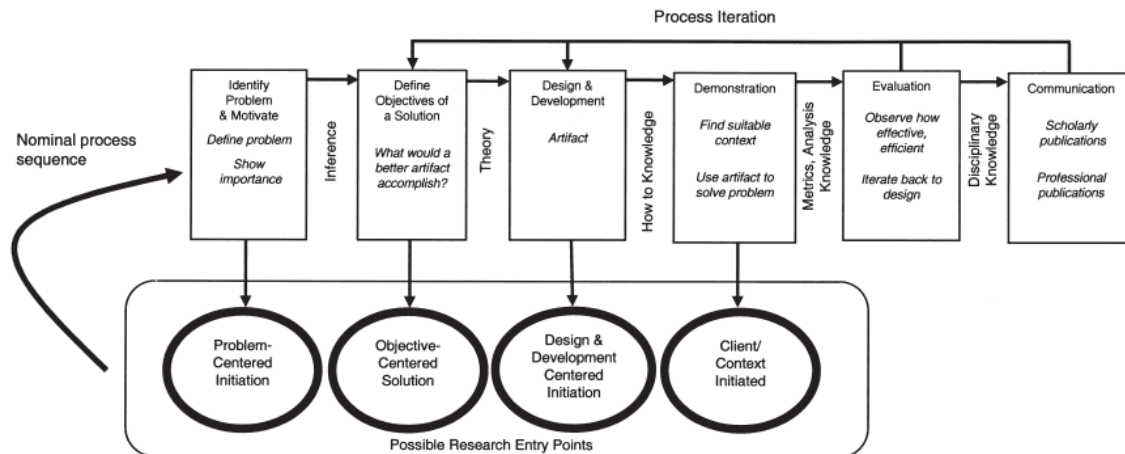 Process Iteration
Nominal process
sequence
Identify
Problem
& Motivate
Define problem
Show
importance
Inference
Define
Objectives of
a Solution
What would a
better artifact
accomplish?
Theory
Design &
Development
Artifact
How to Knowledge
Demonstration
Find suitable
context
Use artifact to
solve problem
Metrics, Analysis
Knowledge
Evaluation
Observe how
effective,
efficient
Iterate back to
design
Disciplinary
Knowledge
Communication
Scholarly
publications
Professional
publications
Problem-
Centered
Initiation
Objective-
Centered
Solution
Design &
Development
Centered
Initiation
Client/
Context
Initiated
Possible Research Entry Points